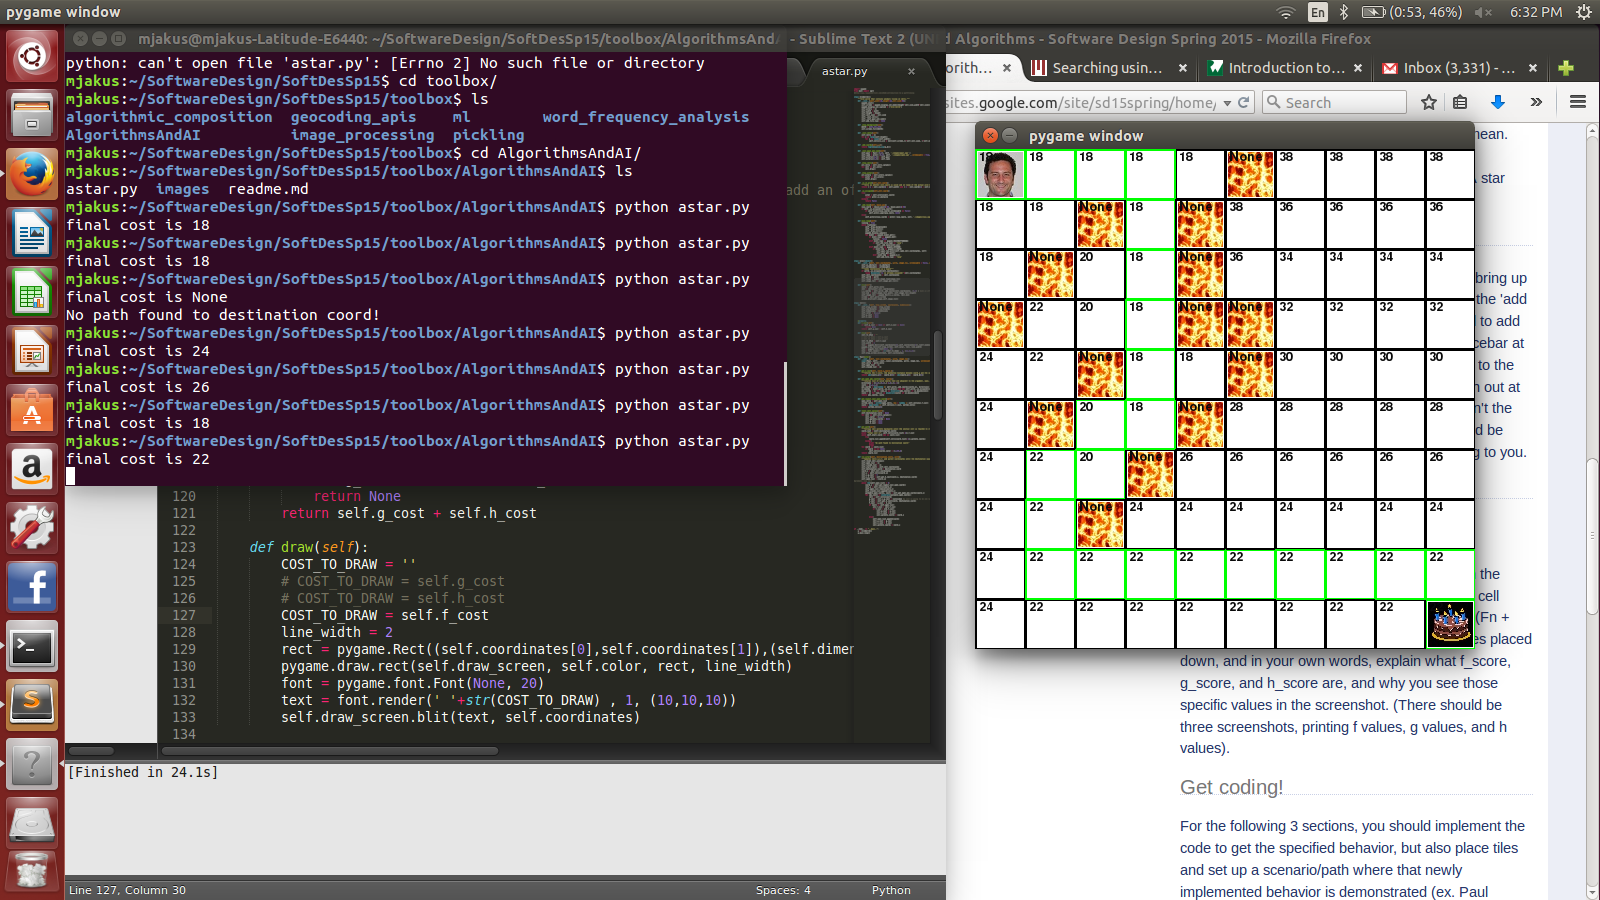 pygame window
En
(0:53, 46%)
6:32 PM
mjakus@mjakus-Latitude-E6440: ~/SoftwareDesign/SoftDesSp15/toolbox/AlgorithmsAnd
- Sublime Text 2 (UN
d Algorithms - Software Design Spring 2015 - Mozilla Firefox
python: can't open file 'astar.py': [Errno 2] No such file or directory
mjakus:~/SoftwareDesign/SoftDesSp15$ cd toolbox/
mjakus:~/SoftwareDesign/SoftDesSp15/toolbox$ ls
algorithmic_composition  geocoding_apis    ml        word_frequency_analysis
AlgorithmsAndAI          image_processing  pickling
mjakus:~/SoftwareDesign/SoftDesSp15/toolbox$ cd AlgorithmsAndAI/
mjakus:~/SoftwareDesign/SoftDesSp15/toolbox/AlgorithmsAndAI$ ls
astar.py  images  readme.md
mjakus:~/SoftwareDesign/SoftDesSp15/toolbox/AlgorithmsAndAI$ python astar.py
final cost is 18
mjakus:~/SoftwareDesign/SoftDesSp15/toolbox/AlgorithmsAndAI$ python astar.py
final cost is 18
mjakus:~/SoftwareDesign/SoftDesSp15/toolbox/AlgorithmsAndAI$ python astar.py
final cost is None
No path found to destination coord!
mjakus:~/SoftwareDesign/SoftDesSp15/toolbox/AlgorithmsAndAI$ python astar.py
final cost is 24
mjakus:~/SoftwareDesign/SoftDesSp15/toolbox/AlgorithmsAndAI$ python astar.py
final cost is 26
mjakus:~/SoftwareDesign/SoftDesSp15/toolbox/AlgorithmsAndAI$ python astar.py
final cost is 18
mjakus:~/SoftwareDesign/SoftDesSp15/toolbox/AlgorithmsAndAI$ python astar.py
final cost is 22
astar.py
add an of
120 return None
121 return self.g_cost + self.h_cost
122
123 def draw(self):
124 COST_TO_DRAW = ''
125 # COST_TO_DRAW = self.g_cost
126 # COST_TO_DRAW = self.h_cost
127 COST_TO_DRAW = self.f_cost
128 line_width = 2
129 rect = pygame.Rect((self.coordinates[0],self.coordinates[1]),(self.dimen
130 pygame.draw.rect(self.draw_screen, self.color, rect, line_width)
131 font = pygame.font.Font(None, 20)
132 text = font.render(' '+str(COST_TO_DRAW) , 1, (10,10,10))
133 self.draw_screen.blit(text, self.coordinates)
134
[Finished in 24.1s]
Line 127, Column 30
Spaces: 4
Python
orith...
Searching usin...
Introduction to...
Inbox (3,331) - ...
sites.google.com/site/sd15spring/home/
Search
pygame window
18 18 18 18 None 38 38 38 38
18 18 None 18 None 38 36 36 36 36
18 None 20 18 None 36 34 34 34 34
None 22 20 18 None None 32 32 32 32
24 22 None 18 18 None 30 30 30 30
24 None 20 18 None 28 28 28 28 28
24 22 20 None 26 26 26 26 26 26
24 22 None 24 24 24 24 24 24 24
24 22 22 22 22 22 22 22 22 22
24 22 22 22 22 22 22 22 22
mean.
star
bring up
the 'add
to add
cebar at
to the
out at
n't the
d be
g to you.
the
cell
(Fn +
es placed
down, and in your own words, explain what f_score,
g_score, and h_score are, and why you see those
specific values in the screenshot. (There should be
three screenshots, printing f values, g values, and h
values).
Get coding!
For the following 3 sections, you should implement the
code to get the specified behavior, but also place tiles
and set up a scenario/path where that newly
implemented behavior is demonstrated (ex. Paul